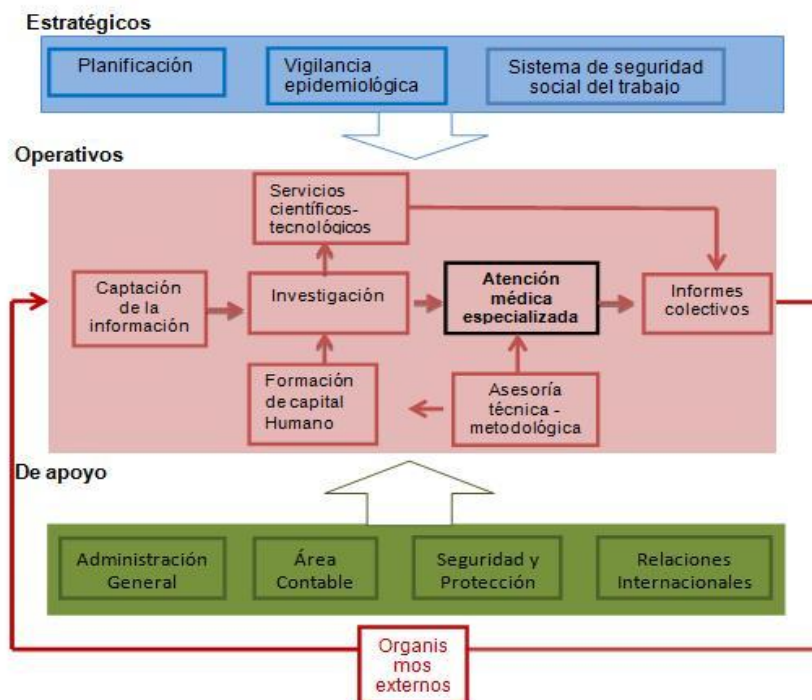 Estratégicos
Planificación
Vigilancia
epidemiológica
Sistema de seguridad
social del trabajo
Operativos
Servicios
científicos-
tecnológicos
Captación
de la
información
Investigación
Atención
médica
especializada
Informes
colectivos
Formación
de capital
Humano
Asesoría
técnica -
metodológica
De apoyo
Administración
General
Área
Contable
Seguridad y
Protección
Relaciones
Internacionales
Organis
mos
externos